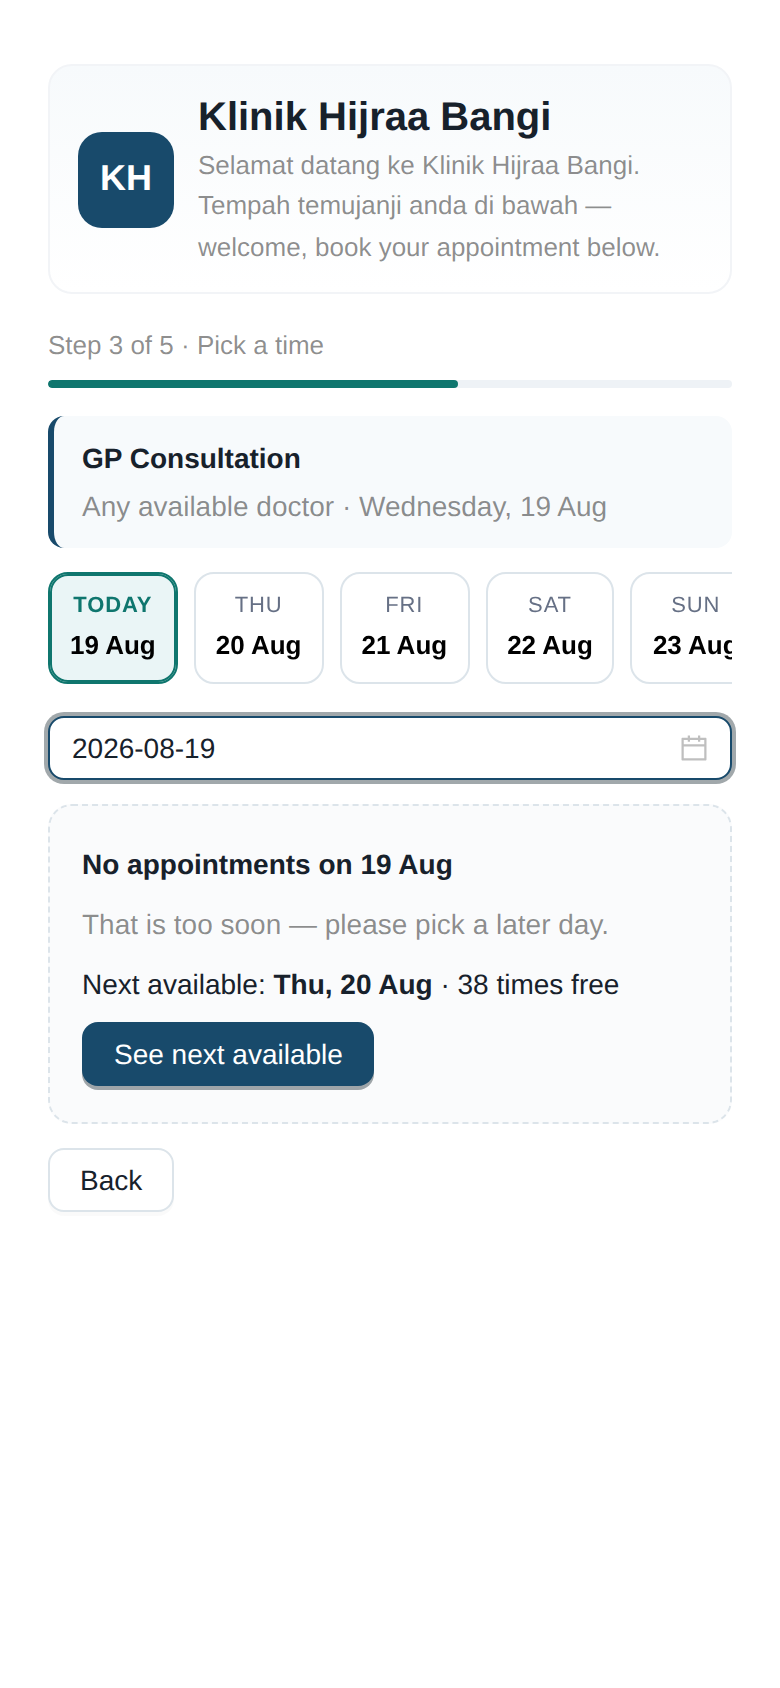 KH
Klinik Hijraa Bangi
Selamat datang ke Klinik Hijraa Bangi.
Tempah temujanji anda di bawah —
welcome, book your appointment below.
Step 3 of 5 · Pick a time
GP Consultation
Any available doctor · Wednesday, 19 Aug
TODAY THU FRI SAT SUN
19 Aug 20 Aug 21 Aug 22 Aug 23 Aug
2026-08-19
No appointments on 19 Aug
That is too soon — please pick a later day.
Next available: Thu, 20 Aug · 38 times free
See next available
Back